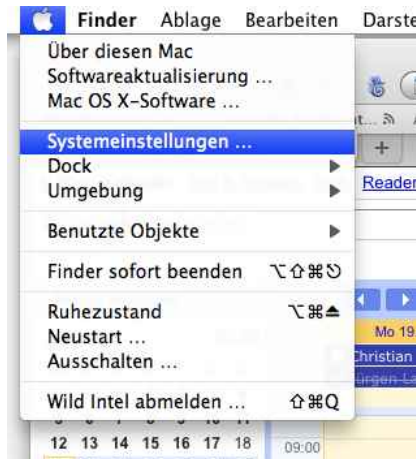 Finder Ablage Bearbeiten Darste
Über diesen Mac
Softwareaktualisierung ...
Mac OS X-Software ...
Systemeinstellungen ...
Dock
Umgebung
Benutzte Objekte
Finder sofort beenden ⌥⇧⌘⎋
Ruhezustand ⌥⌘⏏
Neustart ...
Ausschalten ...
Wild Intel abmelden ... ⇧⌘Q
Reader
Mo 19
Christian
12 13 14 15 16 17 18
09:00